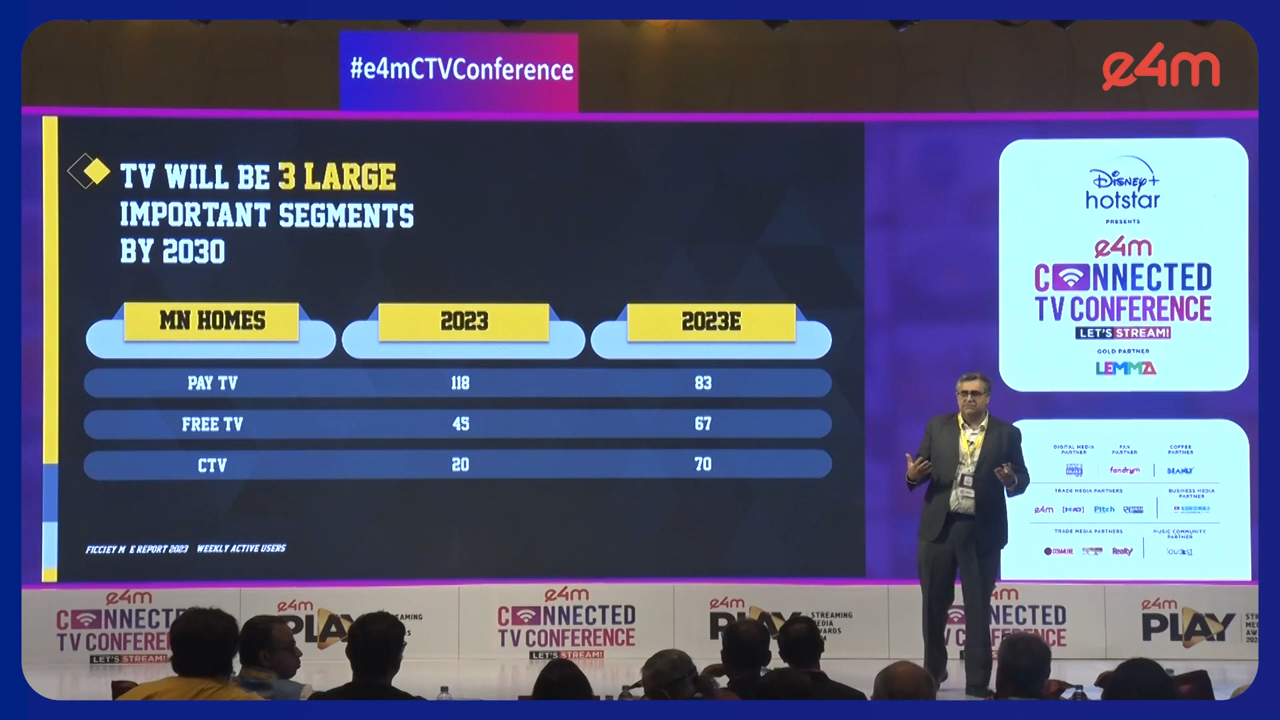 #e4mCTVConference
e4m
TV WILL BE 3 LARGE
IMPORTANT SEGMENTS
BY 2030
MN HOMES 2023 2023E
PAY TV 118 83
FREE TV 45 67
CTV 20 70
FICCIEY M E REPORT 2023 WEEKLY ACTIVE USERS
Disney+
hotstar
PRESENTS
e4m
CONNECTED
TV CONFERENCE
LET'S STREAM!
GOLD PARTNER
LEMMA
DIGITAL MEDIA
PARTNER
FAN
PARTNER
COFFEE
PARTNER
fandrum
BEANLY
TRADE MEDIA PARTNERS
BUSINESS MEDIA
PARTNER
e4m
Pitch
TRADE MEDIA PARTNERS
MUSIC COMMUNITY
PARTNER
Realty+
loudest
e4m
CONNECTED
TV CONFERENCE
LET'S STREAM!
e4m
PLAY
STREAMING
e4m
CONNECTED
TV CONFERENCE
LET'S STREAM!
e4m
PLAY
STREAMING
MEDIA
AWARDS
e4m
CONNECTED
TV CONFERENCE
e4m
PLAY